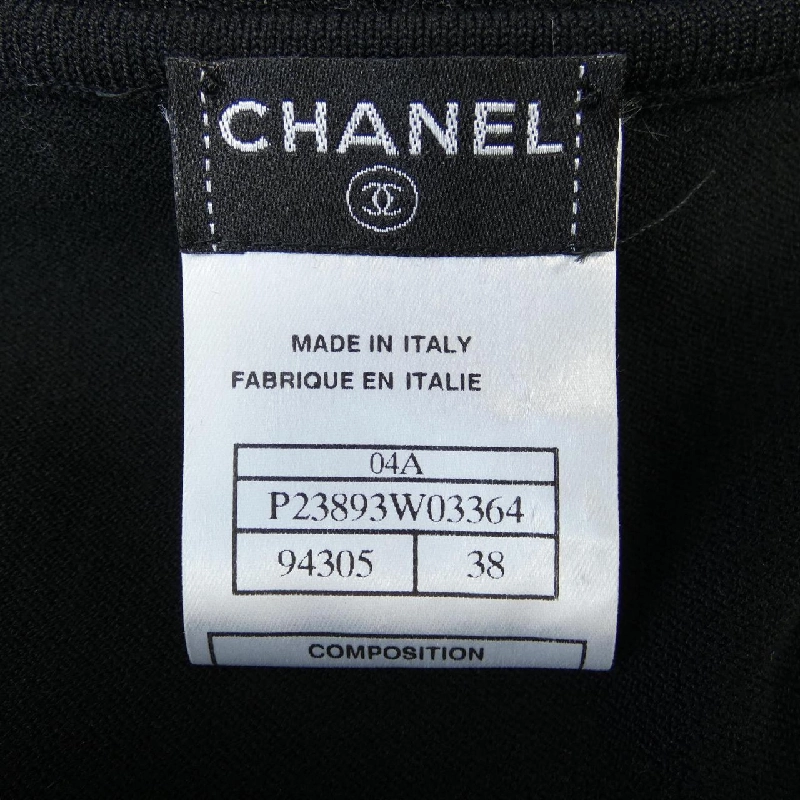 CHANEL
MADE IN ITALY
FABRIQUE EN ITALIE
04A
P23893W03364
94305 38
COMPOSITION